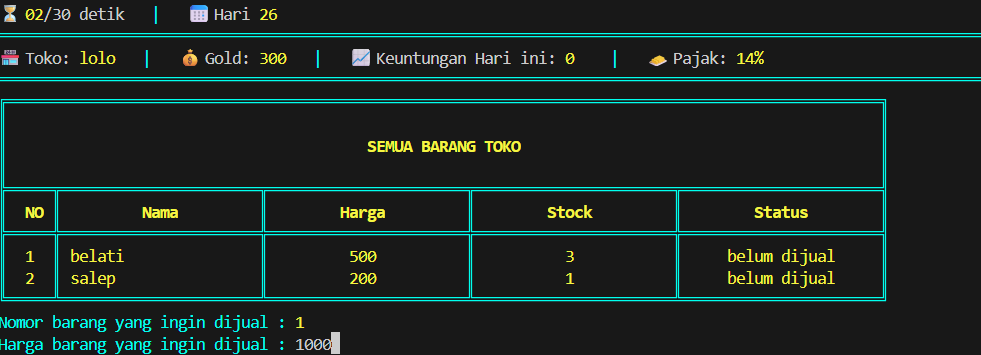 ⏳ 02/30 detik | 📅 Hari 26
🏪 Toko: lolo | 💰 Gold: 300 | 📈 Keuntungan Hari ini: 0 | 🪙 Pajak: 14%
SEMUA BARANG TOKO
NO Nama Harga Stock Status
1 belati 500 3 belum dijual
2 salep 200 1 belum dijual
Nomor barang yang ingin dijual : 1
Harga barang yang ingin dijual : 1000